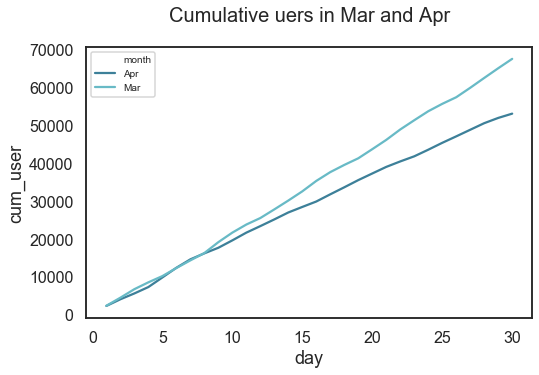 Cumulative uers in Mar and Apr
70000
60000
50000
40000
30000
20000
10000
0
cum_user
month
Apr
Mar
0 5 10 15 20 25 30
day